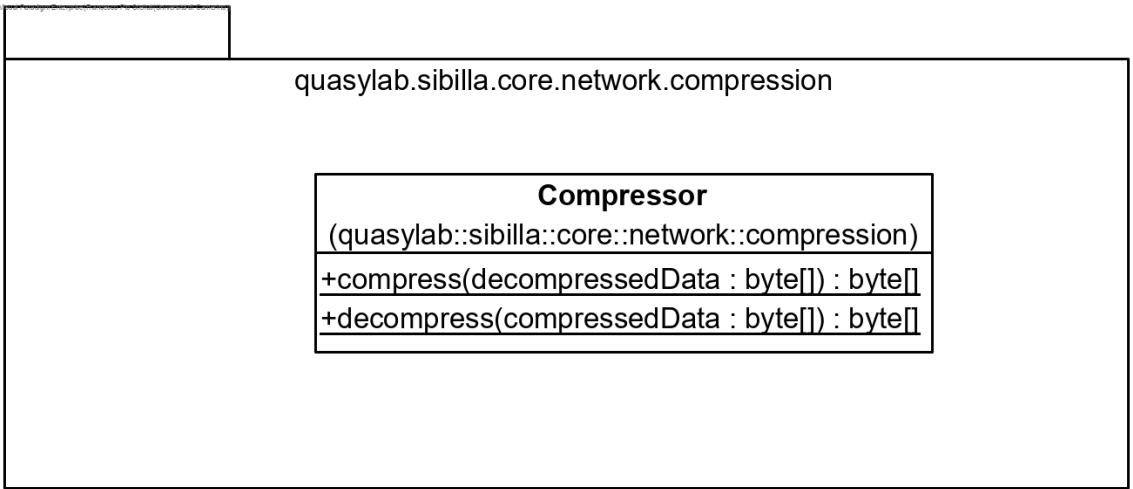 quasylab.sibilla.core.network.compression
Compressor
(quasylab::sibilla::core::network::compression)
+compress(decompressedData : byte[]) : byte[]
+decompress(compressedData : byte[]) : byte[]